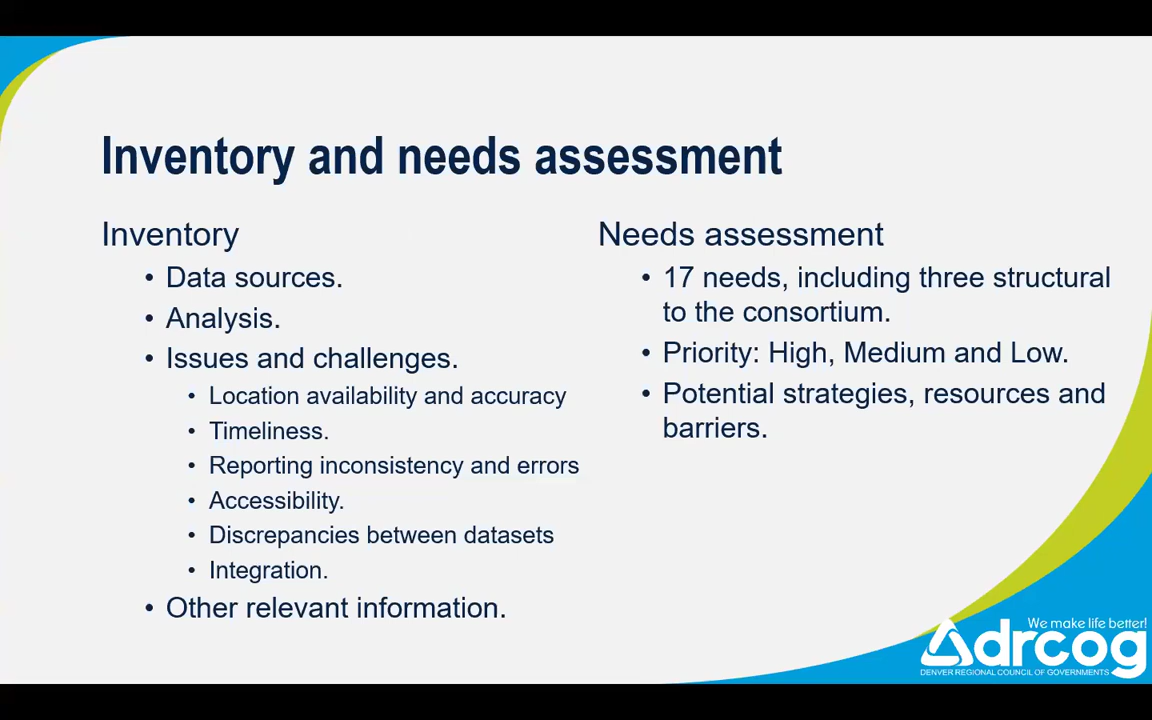 Inventory and needs assessment
Inventory
• Data sources.
• Analysis.
• Issues and challenges.
• Location availability and accuracy
• Timeliness.
• Reporting inconsistency and errors
• Accessibility.
• Discrepancies between datasets
• Integration.
• Other relevant information.
Needs assessment
• 17 needs, including three structural
to the consortium.
• Priority: High, Medium and Low.
• Potential strategies, resources and
barriers.
We make life better!
drcog
DENVER REGIONAL COUNCIL OF GOVERNMENTS